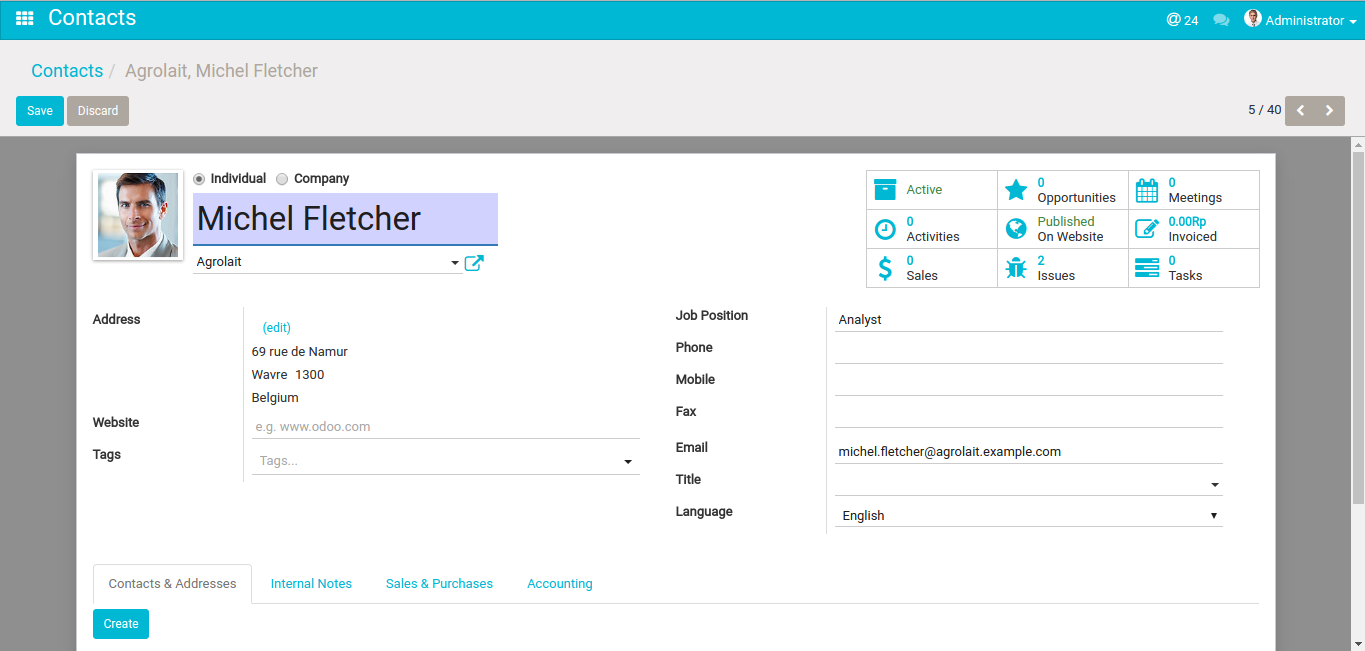 Contacts
@ 24
Administrator
Contacts / Agrolait, Michel Fletcher
Save
Discard
5 / 40
Individual
Company
Michel Fletcher
Agrolait
Active
0
Opportunities
0
Meetings
0
Activities
Published
On Website
0.00Rp
Invoiced
0
Sales
2
Issues
0
Tasks
Address
(edit)
69 rue de Namur
Wavre 1300
Belgium
Website
e.g. www.odoo.com
Tags
Tags...
Job Position
Analyst
Phone
Mobile
Fax
Email
michel.fletcher@agrolait.example.com
Title
Language
English
Contacts & Addresses
Internal Notes
Sales & Purchases
Accounting
Create